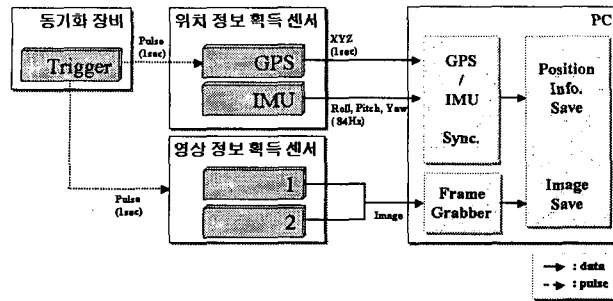 동기화 장비
Trigger
Pulse
(1sec)
위치 정보 획득 센서
GPS
IMU
XYZ
(1sec)
Roll, Pitch, Yaw
(84Hz)
영상 정보 획득 센서
1
2
Pulse
(1sec)
Image
PC
GPS
/
IMU
Sync.
Position
Info.
Save
Frame
Grabber
Image
Save
: data
: pulse